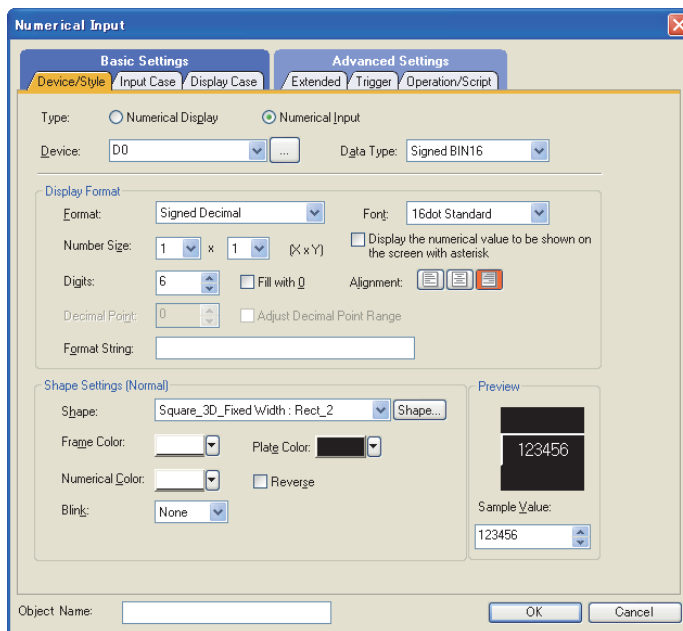 Numerical Input
Basic Settings Advanced Settings
Device/Style Input Case Display Case Extended Trigger Operation/Script
Type: Numerical Display Numerical Input
Device: D0 ... Data Type: Signed BIN16
Display Format
Format: Signed Decimal Font: 16dot Standard
Number Size: 1 x 1 (X x Y) Display the numerical value to be shown on
the screen with asterisk
Digits: 6 Fill with 0 Alignment:
Decimal Point: 0 Adjust Decimal Point Range
Format String:
Shape Settings (Normal) Preview
Shape: Square_3D_Fixed Width : Rect_2 Shape...
Frame Color: Plate Color: 123456
Numerical Color: Reverse
Blink: None Sample Value:
123456
Object Name: OK Cancel